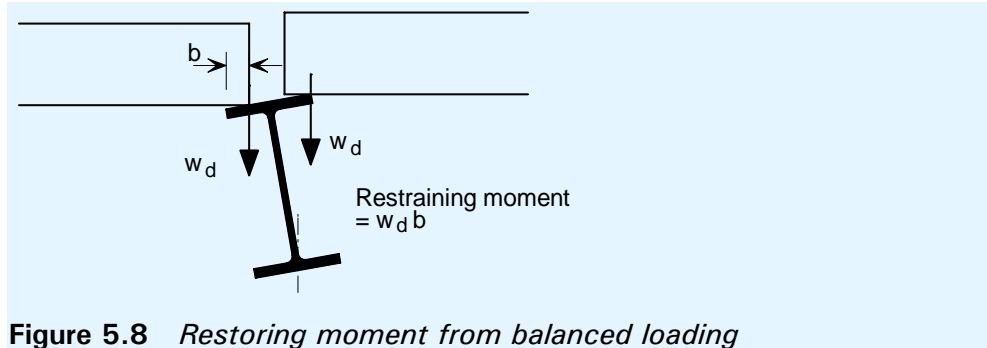 b
w d
w d
Restraining moment
= w d b
Figure 5.8 Restoring moment from balanced loading